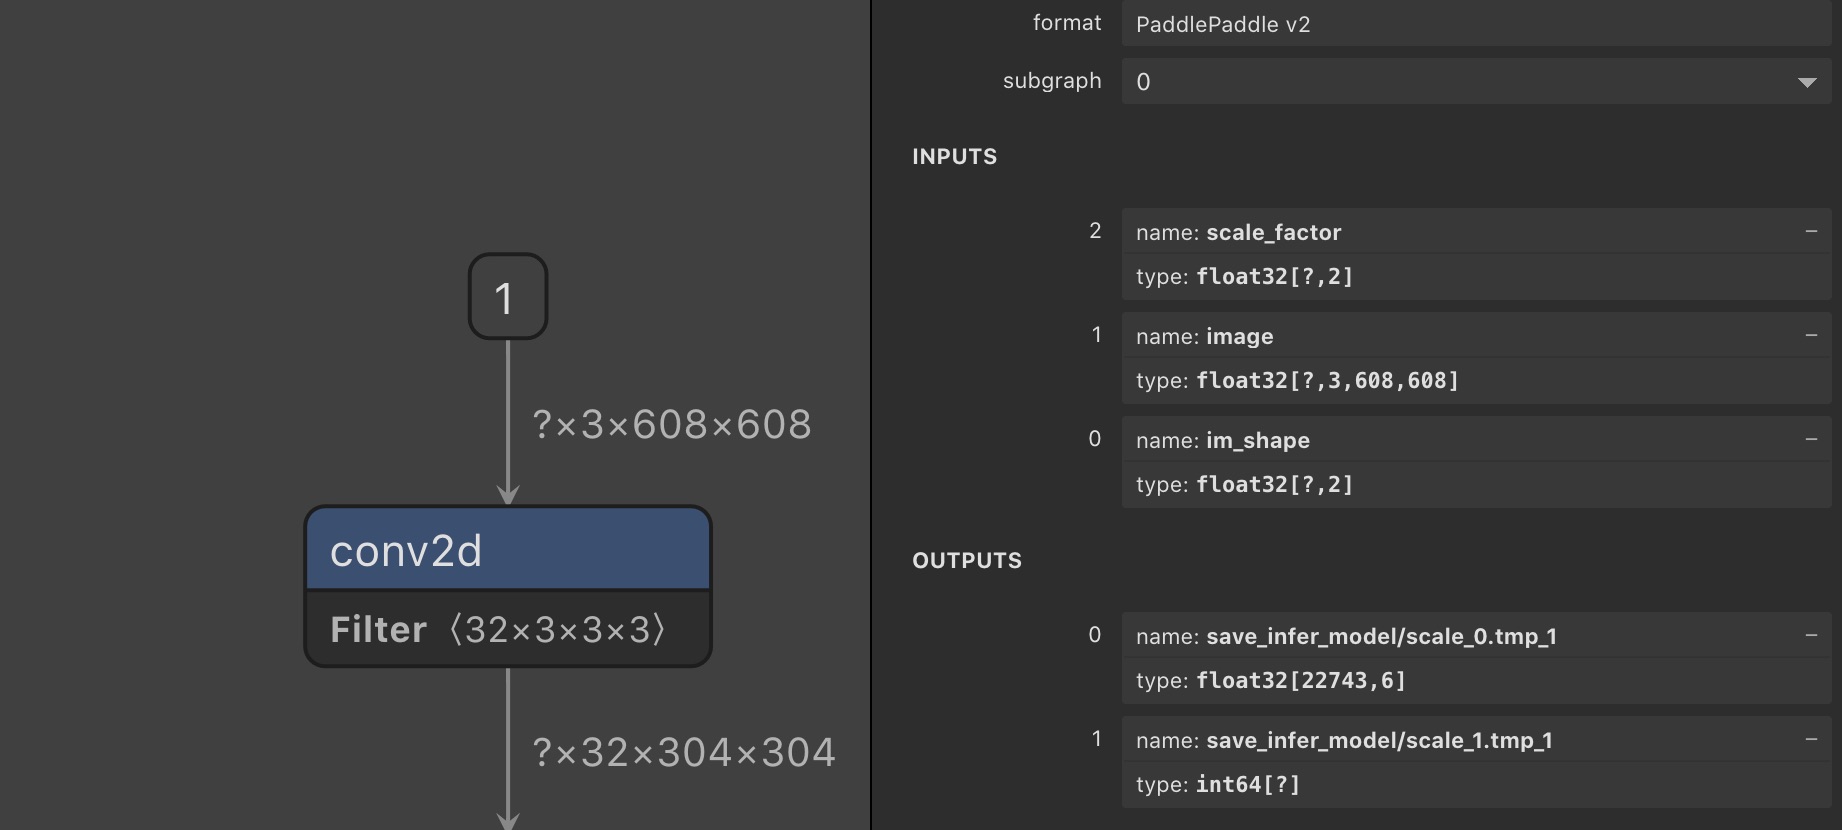 1
?×3×608×608
conv2d
Filter ⟨32×3×3×3⟩
?×32×304×304
format PaddlePaddle v2
subgraph 0
INPUTS
2 name: scale_factor –
type: float32[?,2]
1 name: image –
type: float32[?,3,608,608]
0 name: im_shape –
type: float32[?,2]
OUTPUTS
0 name: save_infer_model/scale_0.tmp_1 –
type: float32[22743,6]
1 name: save_infer_model/scale_1.tmp_1 –
type: int64[?]